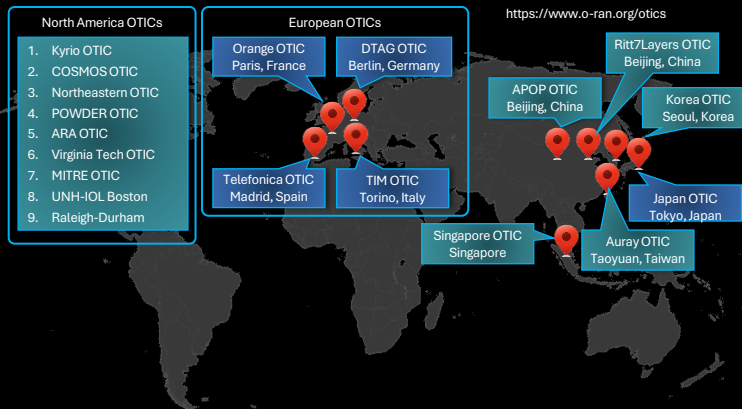 North America OTICs
1. Kyrio OTIC
2. COSMOS OTIC
3. Northeastern OTIC
4. POWDER OTIC
5. ARA OTIC
6. Virginia Tech OTIC
7. MITRE OTIC
8. UNH-IOL Boston
9. Raleigh-Durham
European OTICs
Orange OTIC
Paris, France
DTAG OTIC
Berlin, Germany
Telefonica OTIC
Madrid, Spain
TIM OTIC
Torino, Italy
https://www.o-ran.org/otics
Ritt7Layers OTIC
Beijing, China
APOP OTIC
Beijing, China
Korea OTIC
Seoul, Korea
Japan OTIC
Tokyo, Japan
Singapore OTIC
Singapore
Auray OTIC
Taoyuan, Taiwan